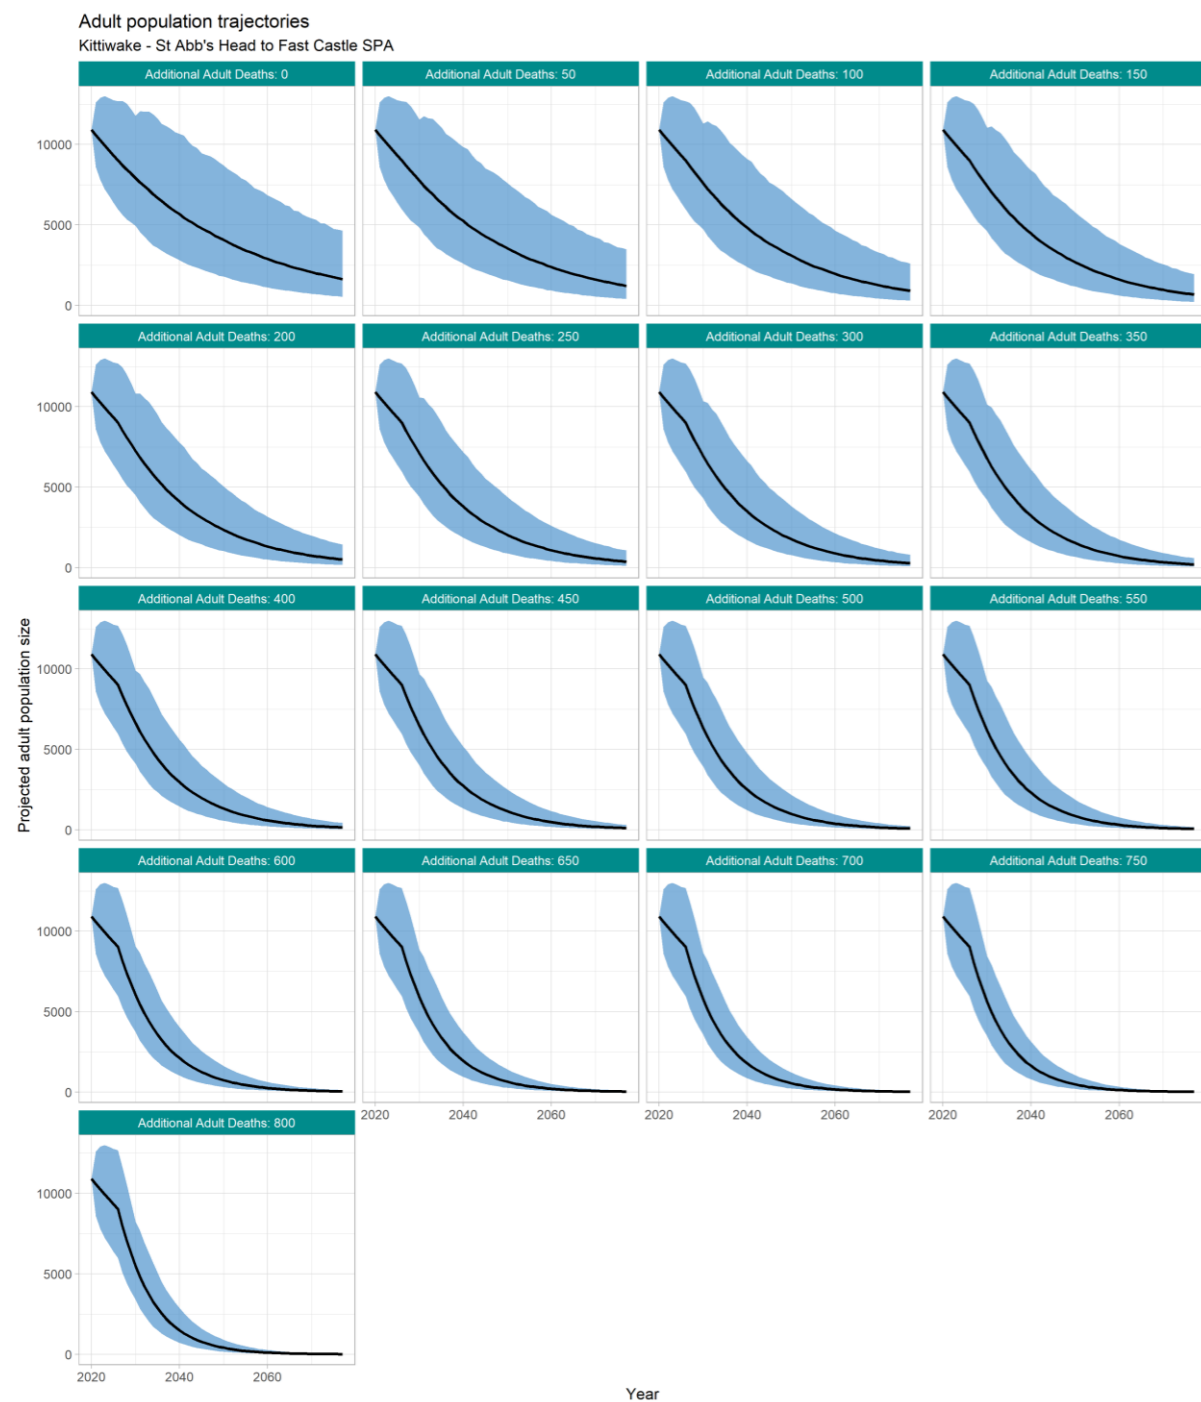 Adult population trajectories
Kittiwake - St Abb's Head to Fast Castle SPA
Additional Adult Deaths: 0
Additional Adult Deaths: 50
Additional Adult Deaths: 100
Additional Adult Deaths: 150
10000
5000
0
Additional Adult Deaths: 200
Additional Adult Deaths: 250
Additional Adult Deaths: 300
Additional Adult Deaths: 350
10000
5000
0
Additional Adult Deaths: 400
Additional Adult Deaths: 450
Additional Adult Deaths: 500
Additional Adult Deaths: 550
Projected adult population size
10000
5000
0
Additional Adult Deaths: 600
Additional Adult Deaths: 650
Additional Adult Deaths: 700
Additional Adult Deaths: 750
10000
5000
0
2020 2040 2060
2020 2040 2060
2020 2040 2060
Additional Adult Deaths: 800
10000
5000
0
2020 2040 2060
Year